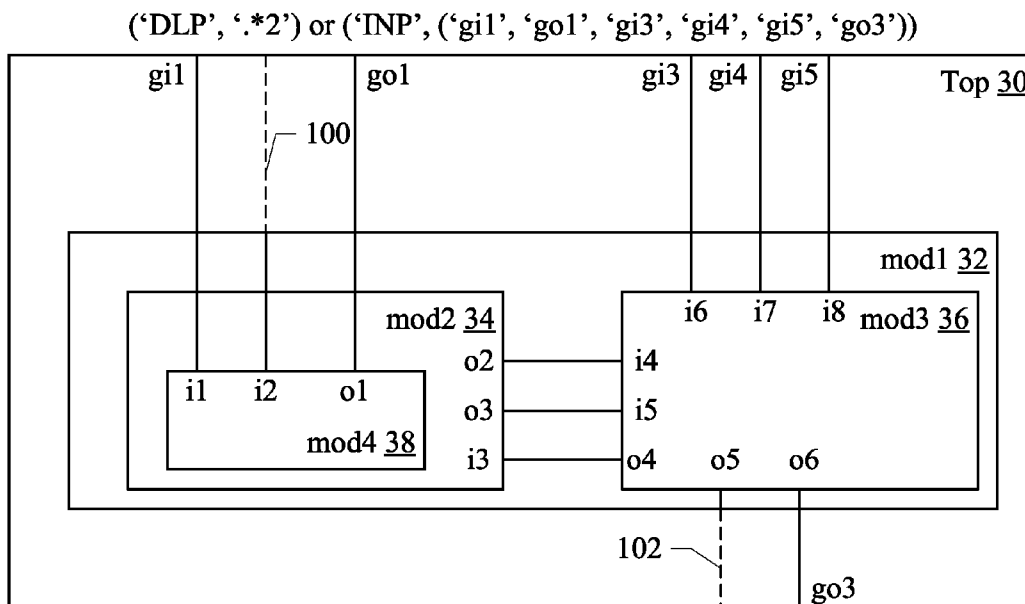 (‘DLP’, ‘.*2’) or (‘INP’, (‘gi1’, ‘go1’, ‘gi3’, ‘gi4’, ‘gi5’, ‘go3’))
gi1 go1 gi3 gi4 gi5 Top 30
100
mod1 32
mod2 34 i6 i7 i8 mod3 36
o2 i4
i1 i2 o1 o3 i5
mod4 38 i3 o4 o5 o6
102
go3